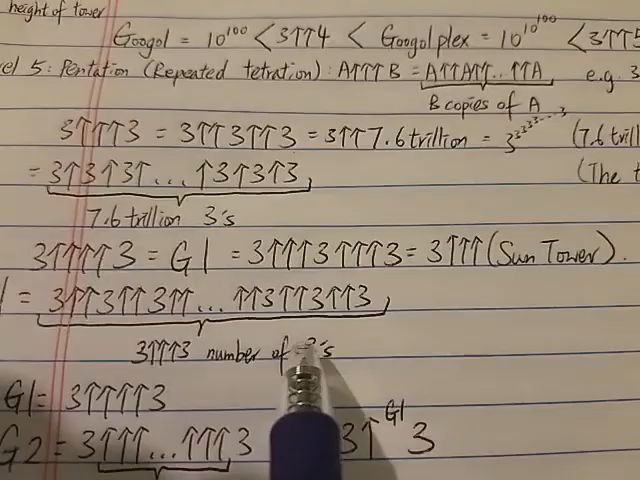 height of tower
Googol = 10^100 < 3↑↑4 < Googolplex = 10^10^100 < 3↑↑5
el 5: Pentation (Repeated tetration): A↑↑↑B = A↑↑A↑↑...↑↑A, e.g. 3
B copies of A
3↑↑↑3 = 3↑↑3↑↑3 = 3↑↑7.6 trillion = 3^3^3^3^3...3 (7.6 trill
= 3↑3↑3↑...↑3↑3↑3, (The t
7.6 trillion 3's
3↑↑↑↑3 = G1 = 3↑↑↑3↑↑↑3 = 3↑↑↑(Sun Tower).
1 = 3↑↑3↑↑3↑↑...↑↑3↑↑3↑↑3,
3↑↑↑3 number of 3's
G1 = 3↑↑↑↑3
G2 = 3↑↑↑...↑↑↑3 3↑^G1 3